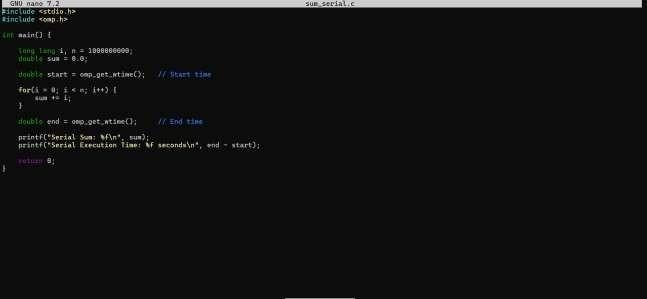 GNU nano 7.2 sum_serial.c
#include <stdio.h>
#include <omp.h>
int main() {
long long i, n = 1000000000;
double sum = 0.0;
double start = omp_get_wtime(); // Start time
for(i = 0; i < n; i++) {
sum += i;
}
double end = omp_get_wtime(); // End time
printf("Serial Sum: %f\n", sum);
printf("Serial Execution Time: %f seconds\n", end - start);
return 0;
}